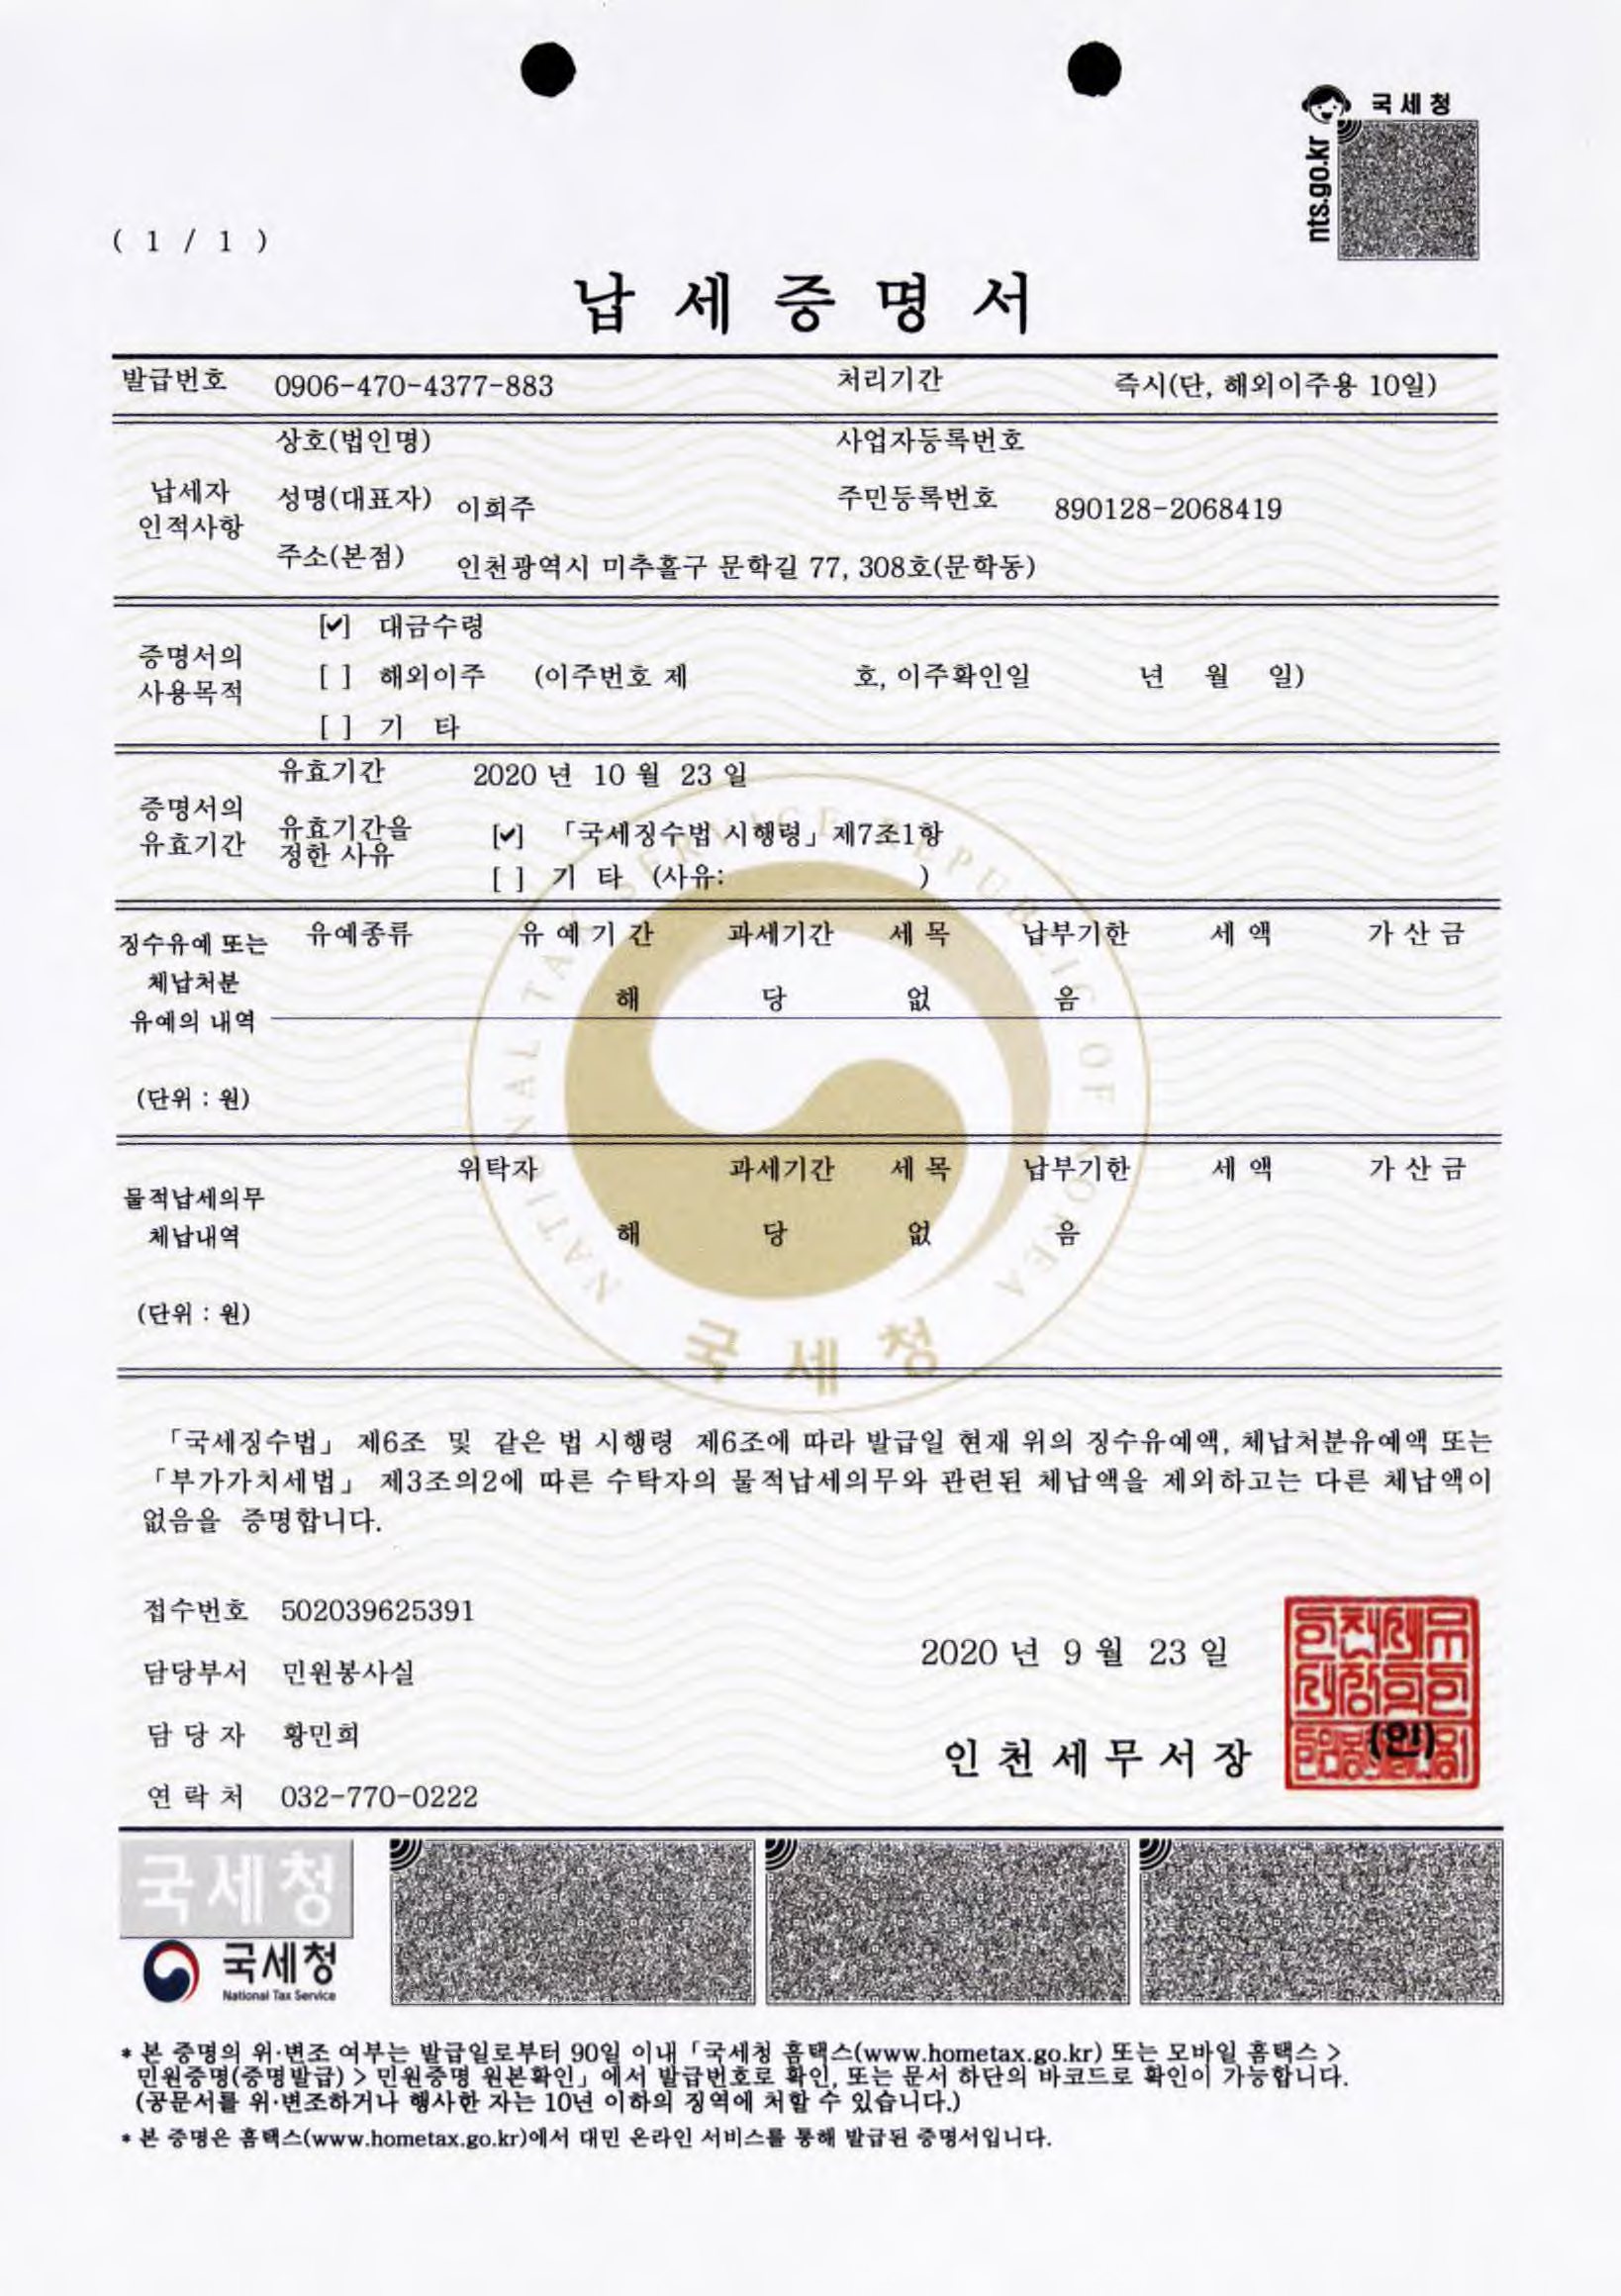 국세청
nts.go.kr
( 1 / 1 )
납 세 증 명 서
발급번호 0906-470-4377-883 처리기간 즉시(단, 해외이주용 10일)
상호(법인명) 사업자등록번호
납세자 인적사항 성명(대표자) 이희주 주민등록번호 890128-2068419
주소(본점) 인천광역시 미추홀구 문학길 77, 308호(문학동)
[✔] 대금수령
증명서의 사용목적 [ ] 해외이주 (이주번호 제 호, 이주확인일 년 월 일)
[ ] 기 타
유효기간 2020 년 10 월 23 일
증명서의 유효기간 유효기간을 정한 사유 [✔] 「국세징수법 시행령」제7조1항
[ ] 기 타 (사유: )
징수유예 또는 체납처분 유예의 내역 유예종류 유 예 기 간 과세기간 세 목 납부기한 세 액 가 산 금
해 당 없 음
(단위 : 원)
위탁자 과세기간 세 목 납부기한 세 액 가 산 금
물적납세의무 체납내역 해 당 없 음
(단위 : 원)
NATIONAL TAX SERVICE REPUBLIC OF KOREA
국세청
「국세징수법」 제6조 및 같은 법 시행령 제6조에 따라 발급일 현재 위의 징수유예액, 체납처분유예액 또는
「부가가치세법」 제3조의2에 따른 수탁자의 물적납세의무와 관련된 체납액을 제외하고는 다른 체납액이
없음을 증명합니다.
접수번호 502039625391
담당부서 민원봉사실
담 당 자 황민희
연 락 처 032-770-0222
2020 년 9 월 23 일
인 천 세 무 서 장 (인)
국세청
국세청
National Tax Service
* 본 증명의 위·변조 여부는 발급일로부터 90일 이내「국세청 홈택스(www.hometax.go.kr) 또는 모바일 홈택스 >
민원증명(증명발급) > 민원증명 원본확인」에서 발급번호로 확인, 또는 문서 하단의 바코드로 확인이 가능합니다.
(공문서를 위·변조하거나 행사한 자는 10년 이하의 징역에 처할 수 있습니다.)
* 본 증명은 홈택스(www.hometax.go.kr)에서 대민 온라인 서비스를 통해 발급된 증명서입니다.